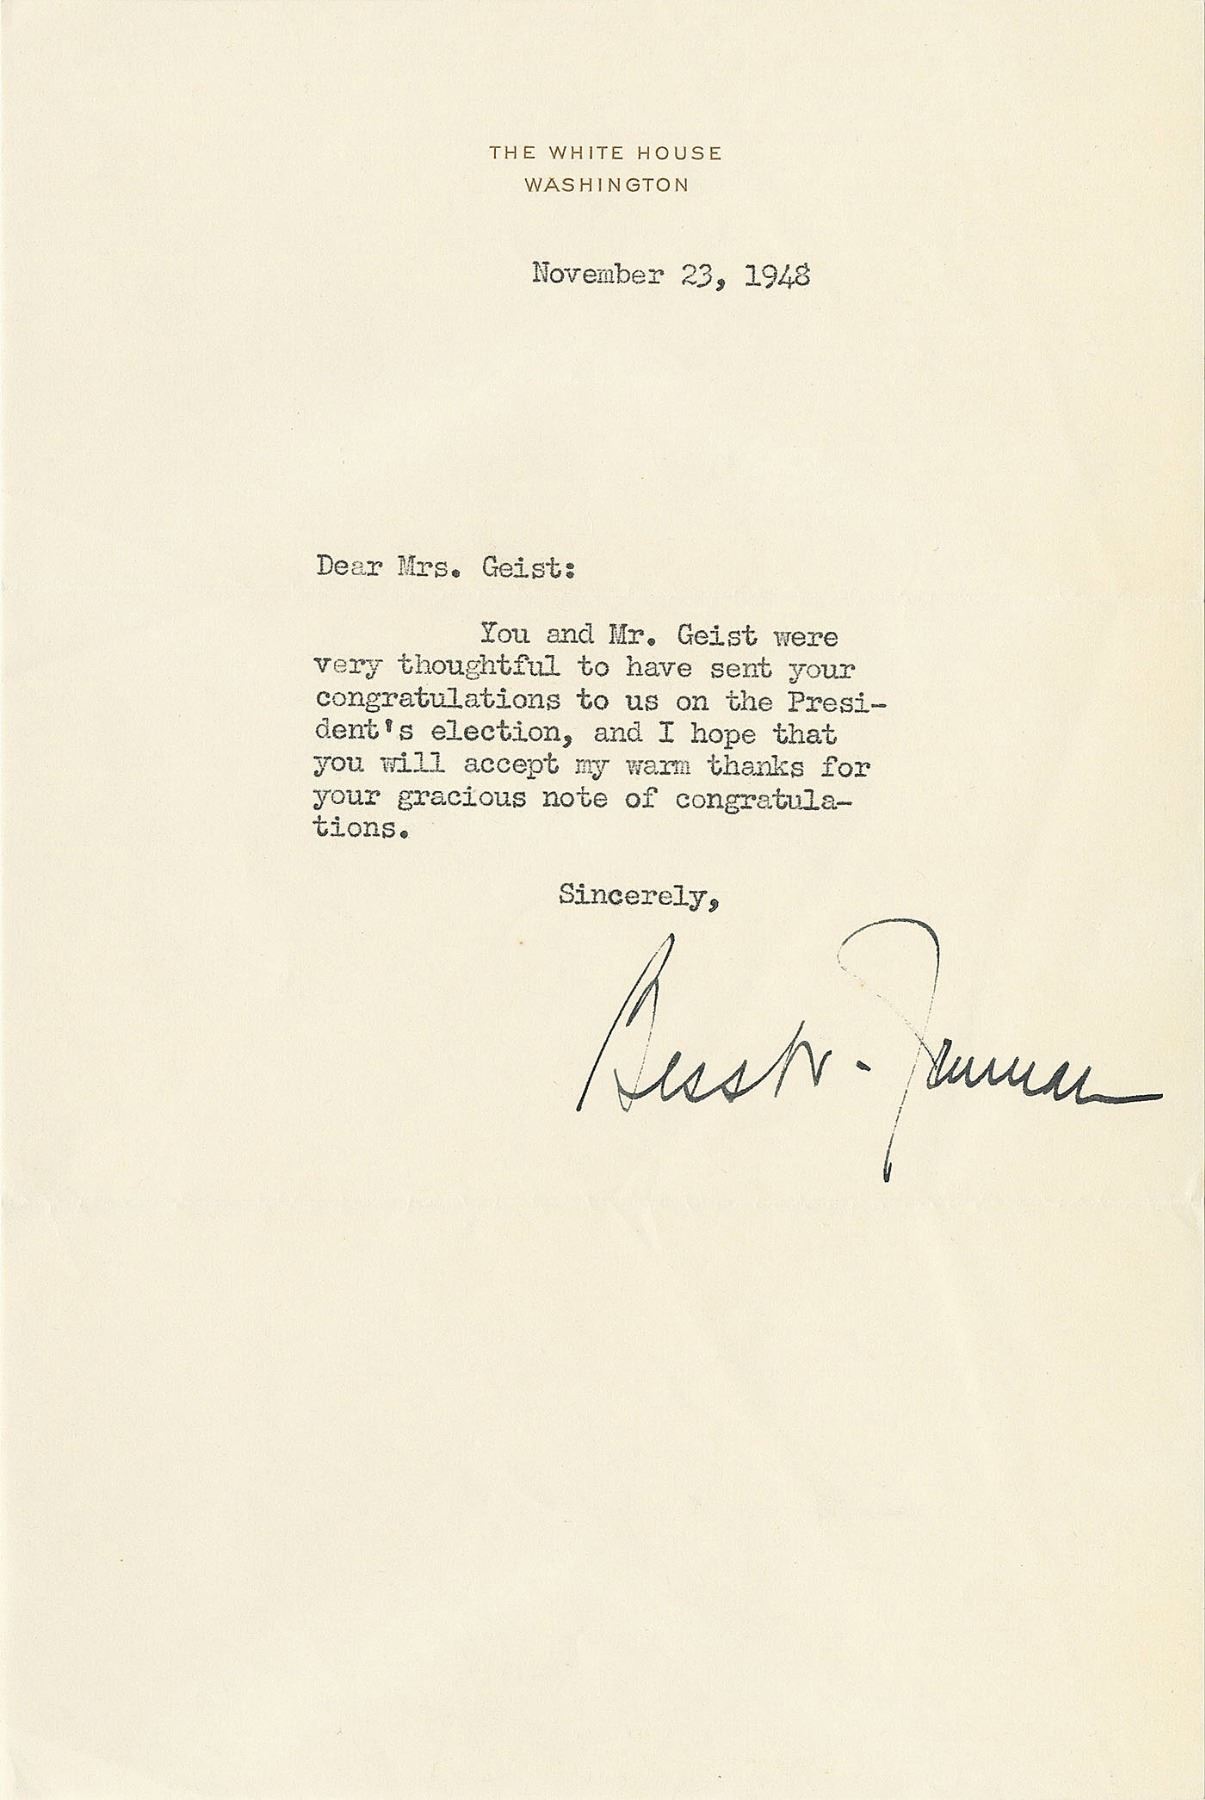 THE WHITE HOUSE
WASHINGTON
November 23, 1948
Dear Mrs. Geist:
You and Mr. Geist were
very thoughtful to have sent your
congratulations to us on the Presi-
dent's election, and I hope that
you will accept my warm thanks for
your gracious note of congratula-
tions.
Sincerely,
Bess W. Truman